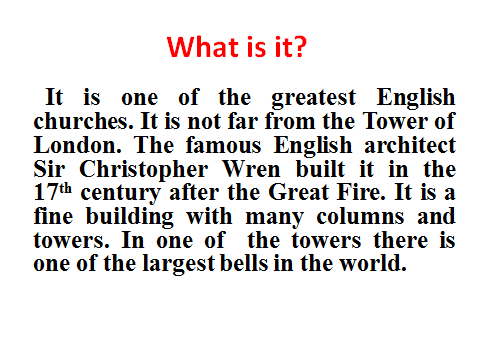 What is it?
It is one of the greatest English
churches. It is not far from the Tower of
London. The famous English architect
Sir Christopher Wren built it in the
17th century after the Great Fire. It is a
fine building with many columns and
towers. In one of the towers there is
one of the largest bells in the world.